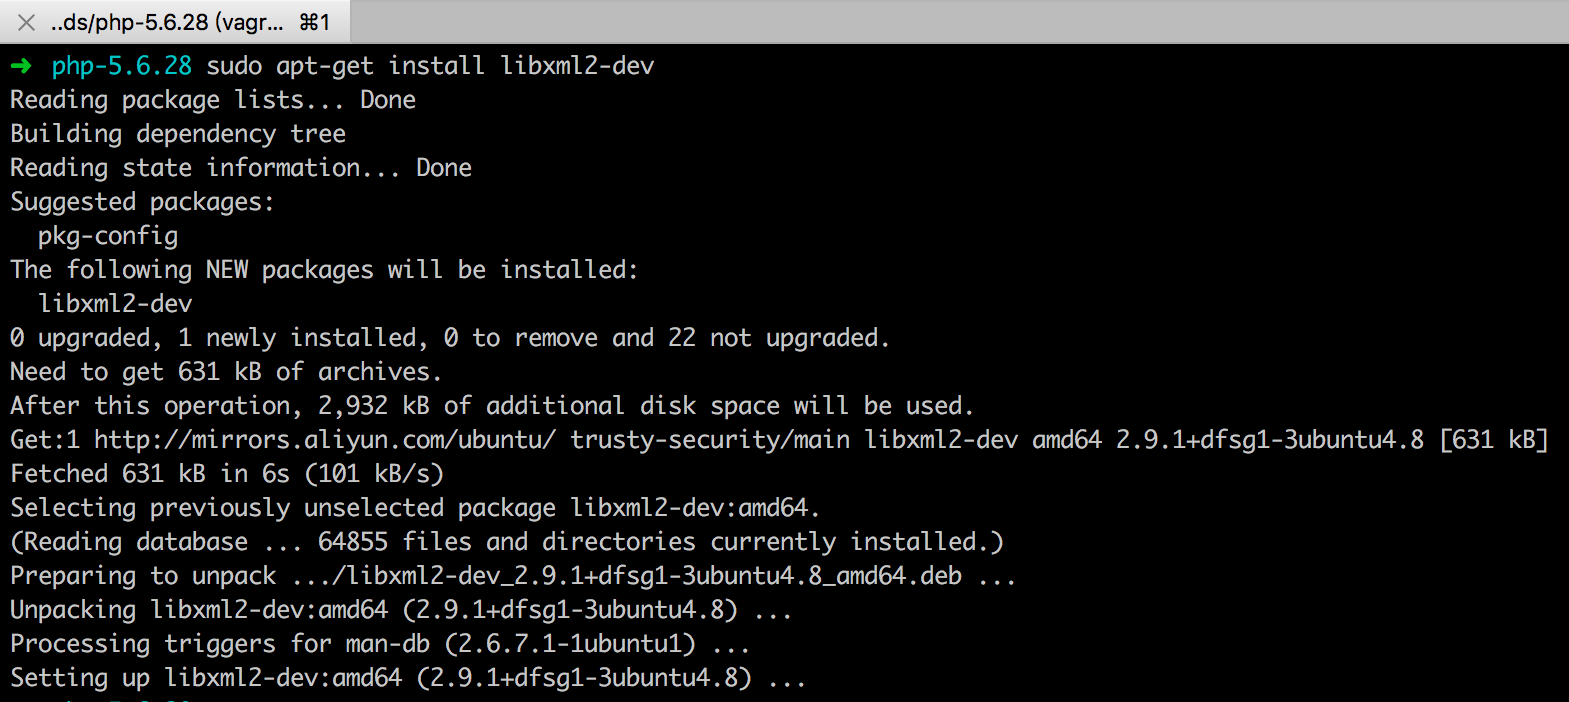 ..ds/php-5.6.28 (vagr... ⌘1
➜ php-5.6.28 sudo apt-get install libxml2-dev
Reading package lists... Done
Building dependency tree
Reading state information... Done
Suggested packages:
  pkg-config
The following NEW packages will be installed:
  libxml2-dev
0 upgraded, 1 newly installed, 0 to remove and 22 not upgraded.
Need to get 631 kB of archives.
After this operation, 2,932 kB of additional disk space will be used.
Get:1 http://mirrors.aliyun.com/ubuntu/ trusty-security/main libxml2-dev amd64 2.9.1+dfsg1-3ubuntu4.8 [631 kB]
Fetched 631 kB in 6s (101 kB/s)
Selecting previously unselected package libxml2-dev:amd64.
(Reading database ... 64855 files and directories currently installed.)
Preparing to unpack .../libxml2-dev_2.9.1+dfsg1-3ubuntu4.8_amd64.deb ...
Unpacking libxml2-dev:amd64 (2.9.1+dfsg1-3ubuntu4.8) ...
Processing triggers for man-db (2.6.7.1-1ubuntu1) ...
Setting up libxml2-dev:amd64 (2.9.1+dfsg1-3ubuntu4.8) ...